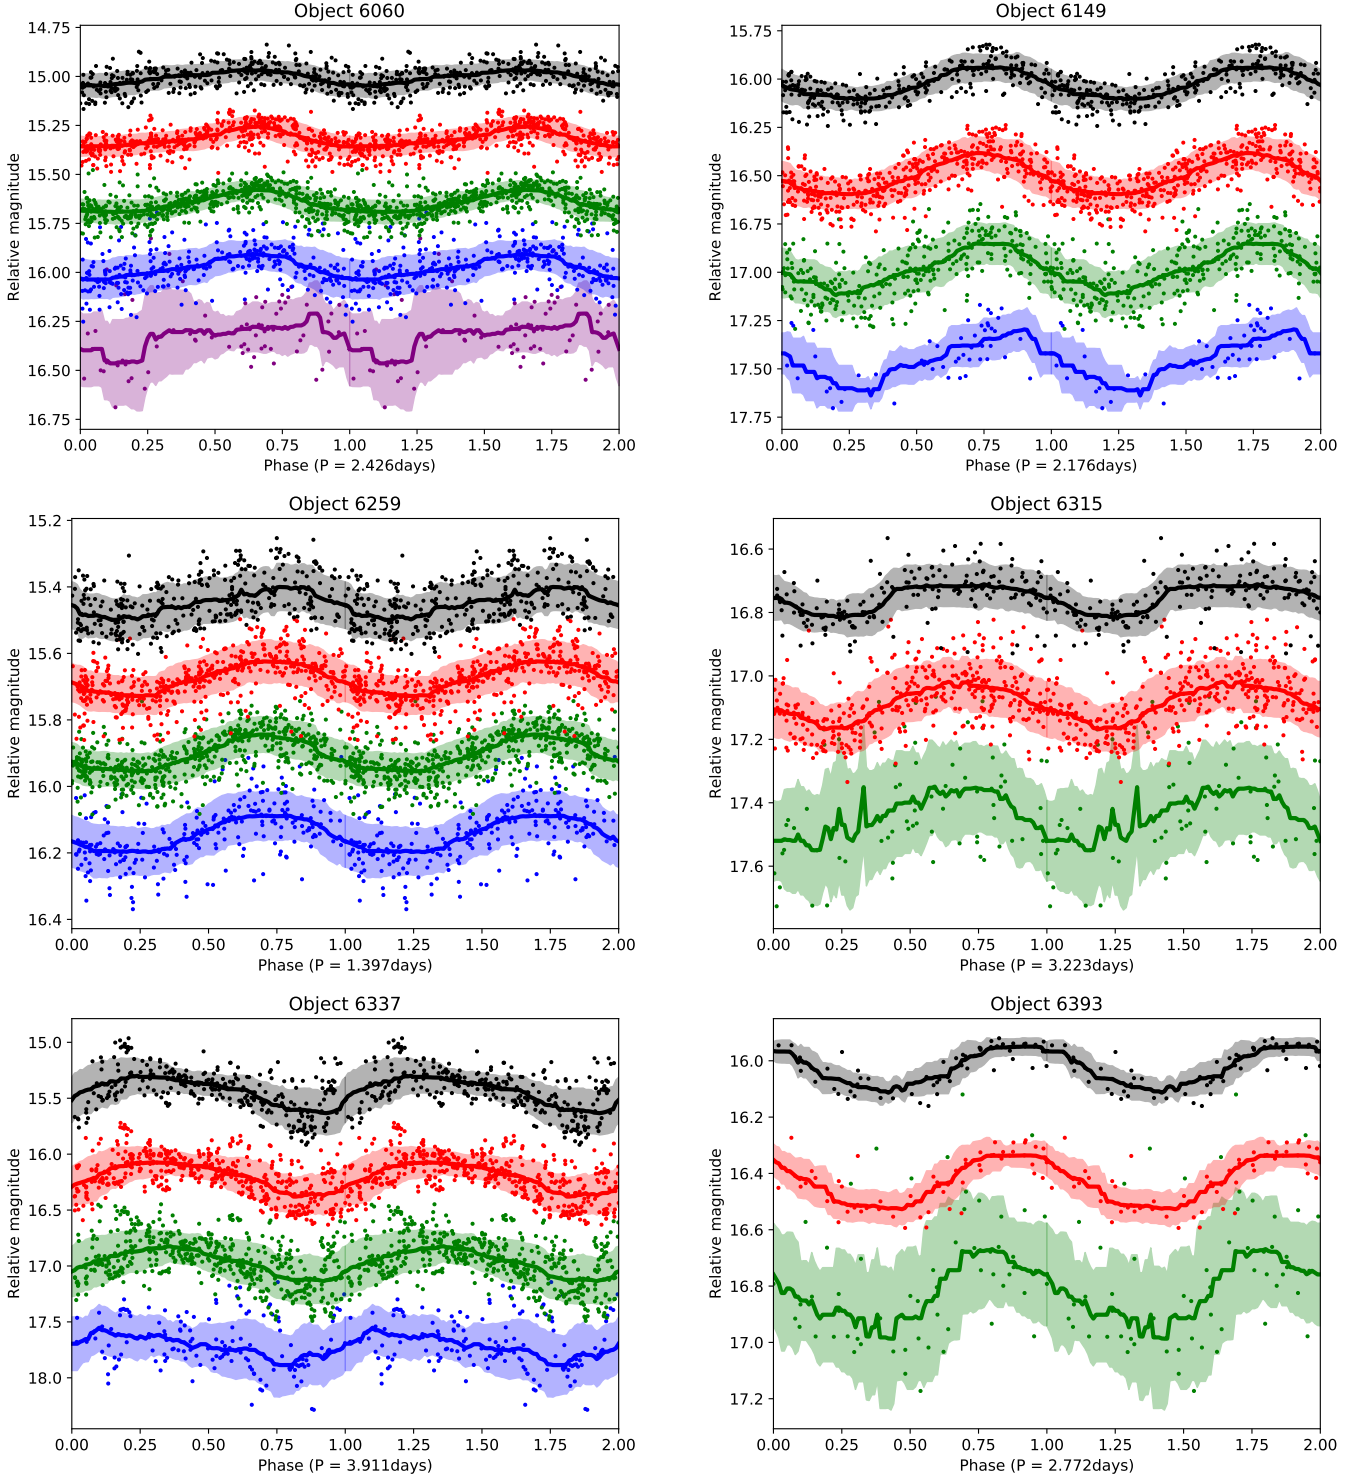 Object 6060
14.75
15.00
15.25
15.50
15.75
16.00
16.25
16.50
16.75
Relative magnitude
0.00 0.25 0.50 0.75 1.00 1.25 1.50 1.75 2.00
Phase (P = 2.426days)
Object 6149
15.75
16.00
16.25
16.50
16.75
17.00
17.25
17.50
17.75
Relative magnitude
0.00 0.25 0.50 0.75 1.00 1.25 1.50 1.75 2.00
Phase (P = 2.176days)
Object 6259
15.2
15.4
15.6
15.8
16.0
16.2
16.4
Relative magnitude
0.00 0.25 0.50 0.75 1.00 1.25 1.50 1.75 2.00
Phase (P = 1.397days)
Object 6315
16.6
16.8
17.0
17.2
17.4
17.6
Relative magnitude
0.00 0.25 0.50 0.75 1.00 1.25 1.50 1.75 2.00
Phase (P = 3.223days)
Object 6337
15.0
15.5
16.0
16.5
17.0
17.5
18.0
Relative magnitude
0.00 0.25 0.50 0.75 1.00 1.25 1.50 1.75 2.00
Phase (P = 3.911days)
Object 6393
16.0
16.2
16.4
16.6
16.8
17.0
17.2
Relative magnitude
0.00 0.25 0.50 0.75 1.00 1.25 1.50 1.75 2.00
Phase (P = 2.772days)